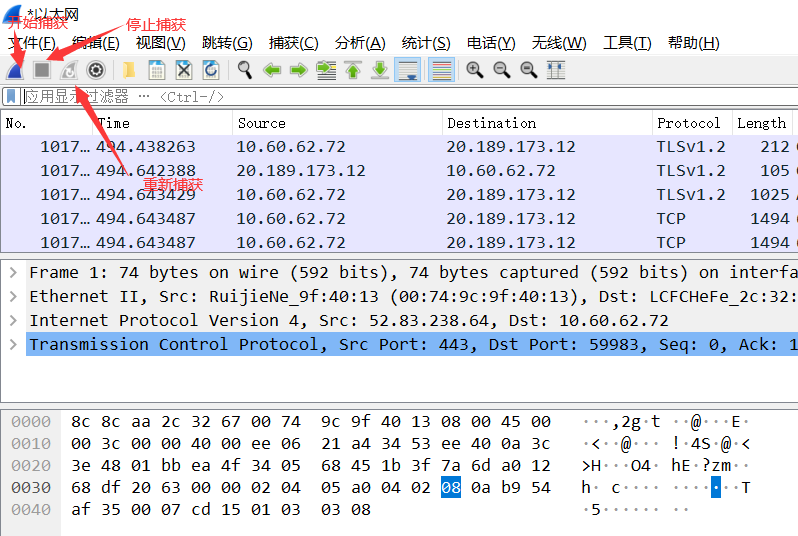 *以太网
开始捕获
停止捕获
文件(F) 编辑(E) 视图(V) 跳转(G) 捕获(C) 分析(A) 统计(S) 电话(Y) 无线(W) 工具(T) 帮助(H)
应用显示过滤器 … <Ctrl-/>
No. Time Source Destination Protocol Length
1017… 494.438263 10.60.62.72 20.189.173.12 TLSv1.2 212
1017… 494.642388 20.189.173.12 10.60.62.72 TLSv1.2 105
重新捕获
1017… 494.643429 10.60.62.72 20.189.173.12 TLSv1.2 1025
1017… 494.643487 10.60.62.72 20.189.173.12 TCP 1494
1017… 494.643487 10.60.62.72 20.189.173.12 TCP 1494
Frame 1: 74 bytes on wire (592 bits), 74 bytes captured (592 bits) on interfa
Ethernet II, Src: RuijieNe_9f:40:13 (00:74:9c:9f:40:13), Dst: LCFCHeFe_2c:32:
Internet Protocol Version 4, Src: 52.83.238.64, Dst: 10.60.62.72
Transmission Control Protocol, Src Port: 443, Dst Port: 59983, Seq: 0, Ack: 1
0000 8c 8c aa 2c 32 67 00 74 9c 9f 40 13 08 00 45 00 ···,2g·t ··@···E·
0010 00 3c 00 00 40 00 ee 06 21 a4 34 53 ee 40 0a 3c ·<··@··· !·4S·@·<
0020 3e 48 01 bb ea 4f 34 05 68 45 1b 3f 7a 6d a0 12 >H···O4· hE·?zm··
0030 68 df 20 63 00 00 02 04 05 a0 04 02 08 0a b9 54 h· c···· ·······T
0040 af 35 00 07 cd 15 01 03 03 08 ·5······ ··